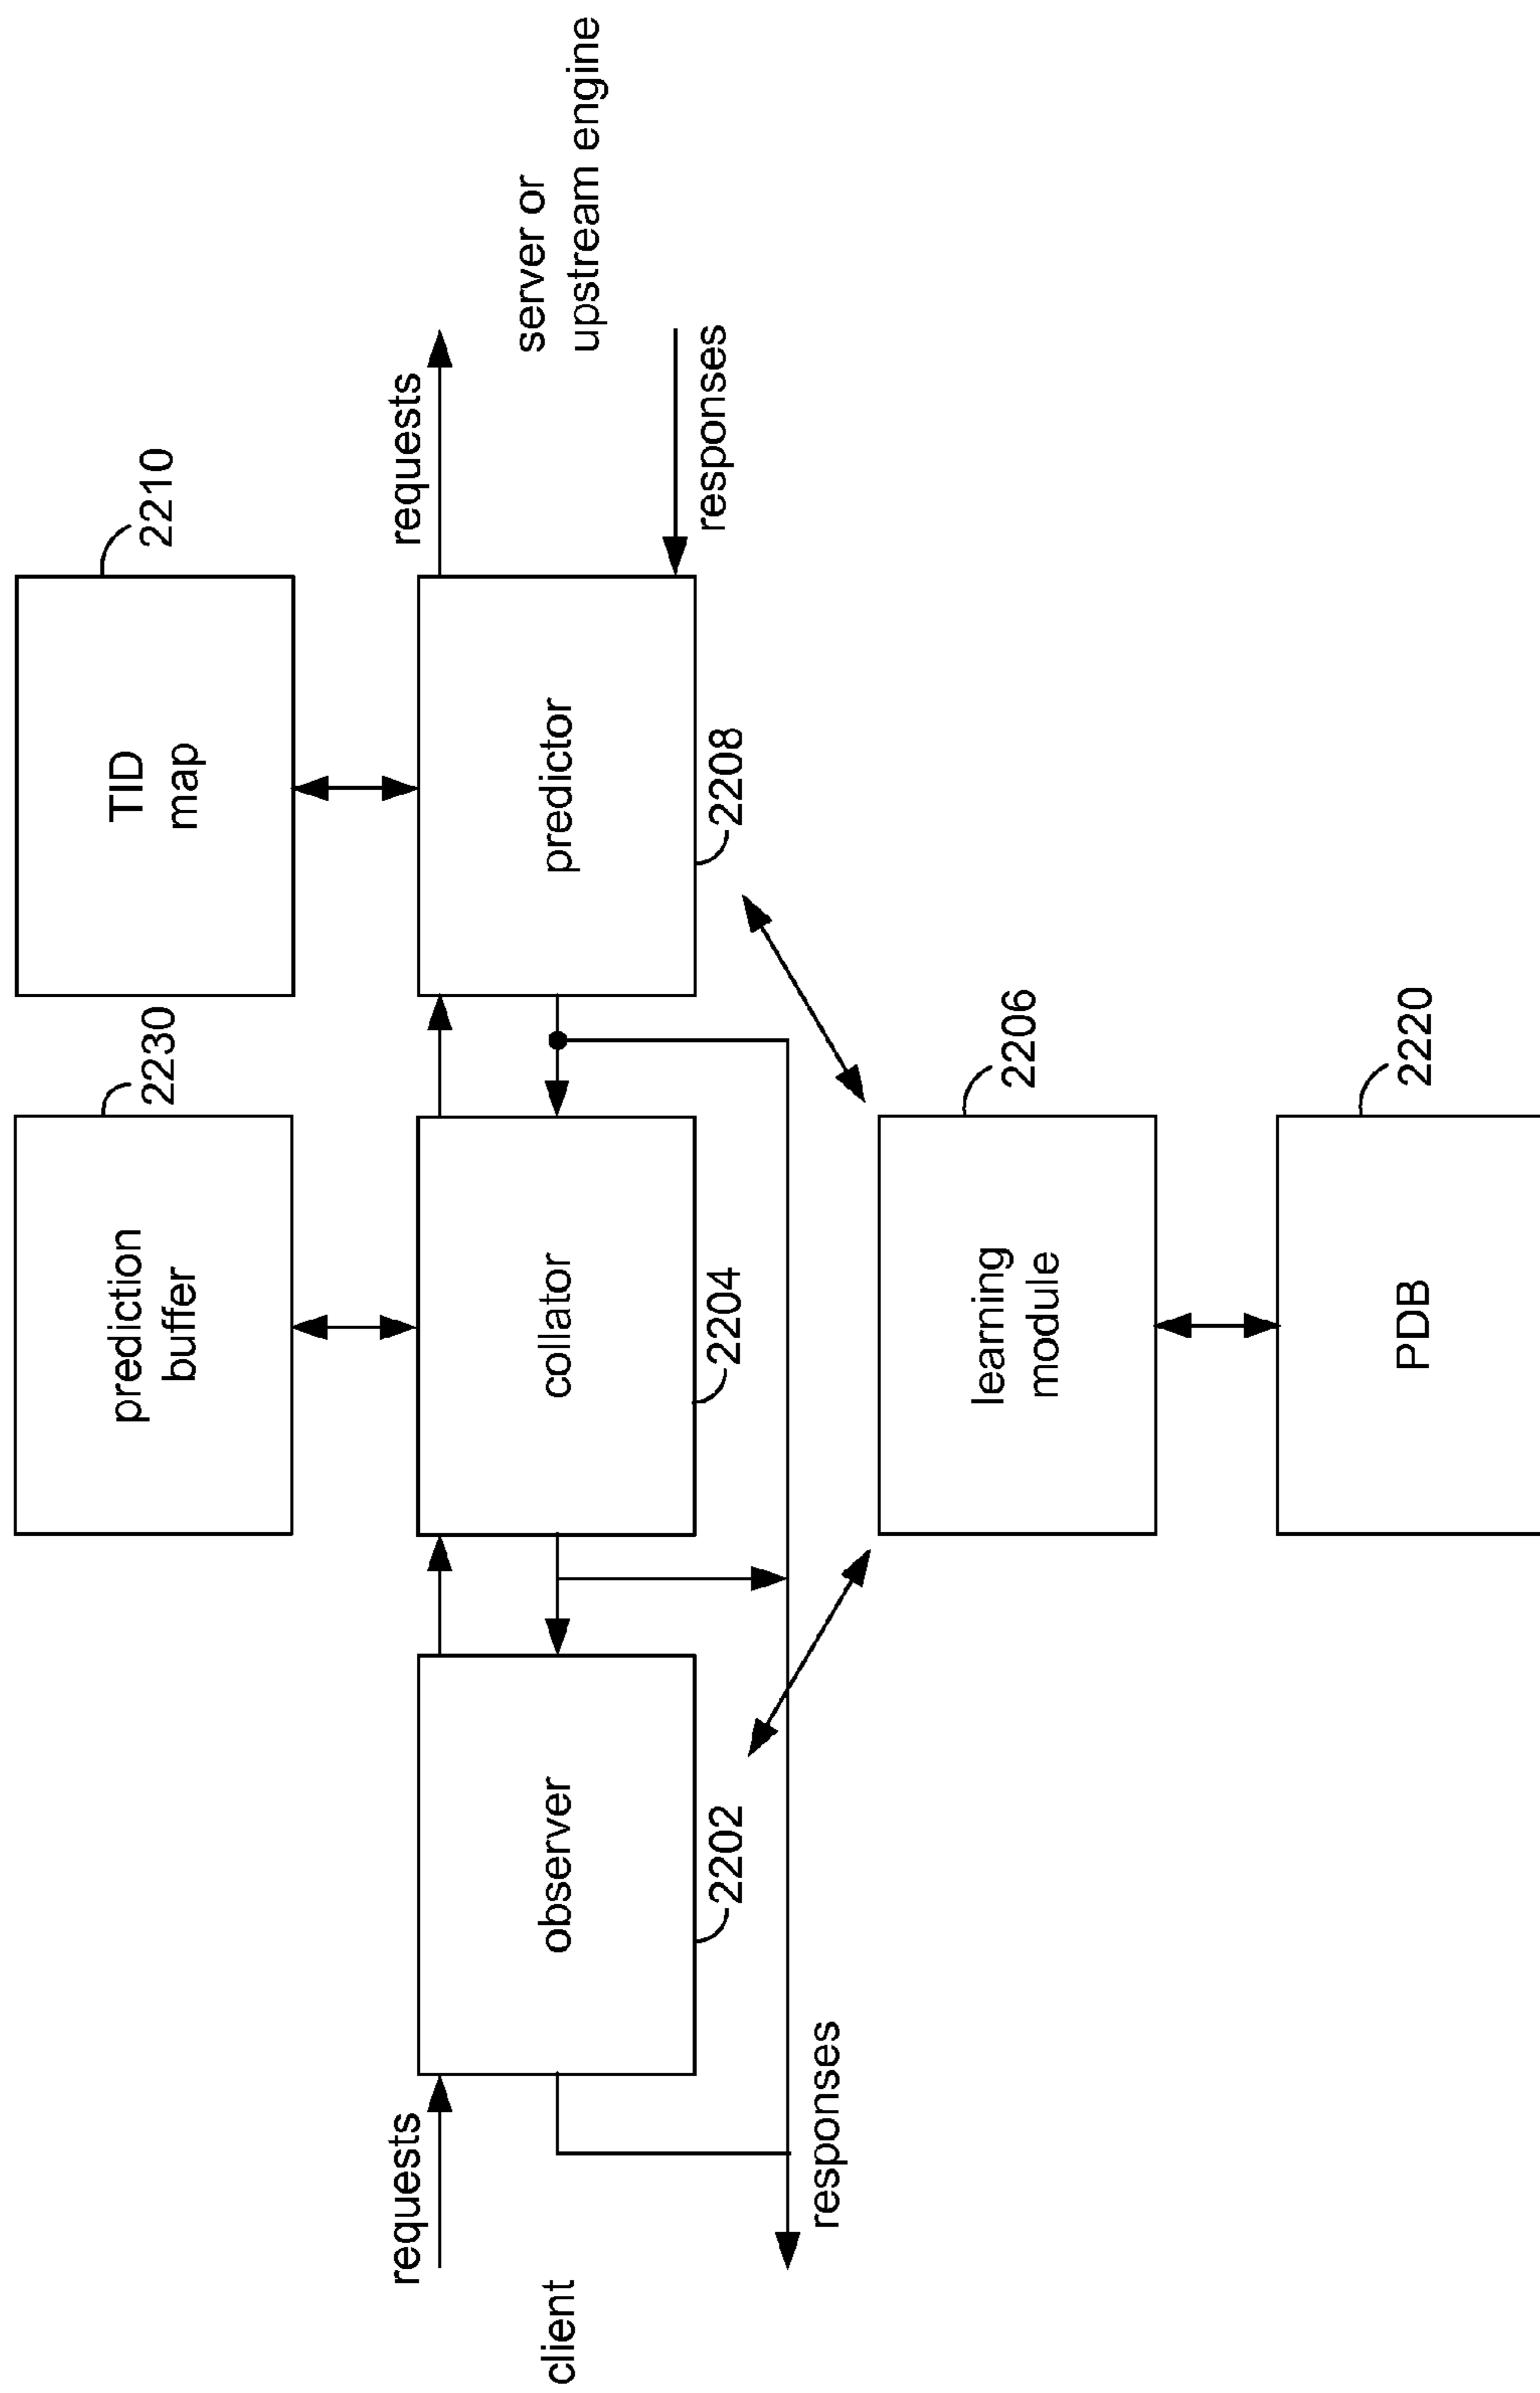 prediction
buffer
2230
TID
map
2210
requests
requests
client
observer
2202
collator
2204
predictor
2208
server or
upstream engine
responses
responses
learning
module
2206
PDB
2220